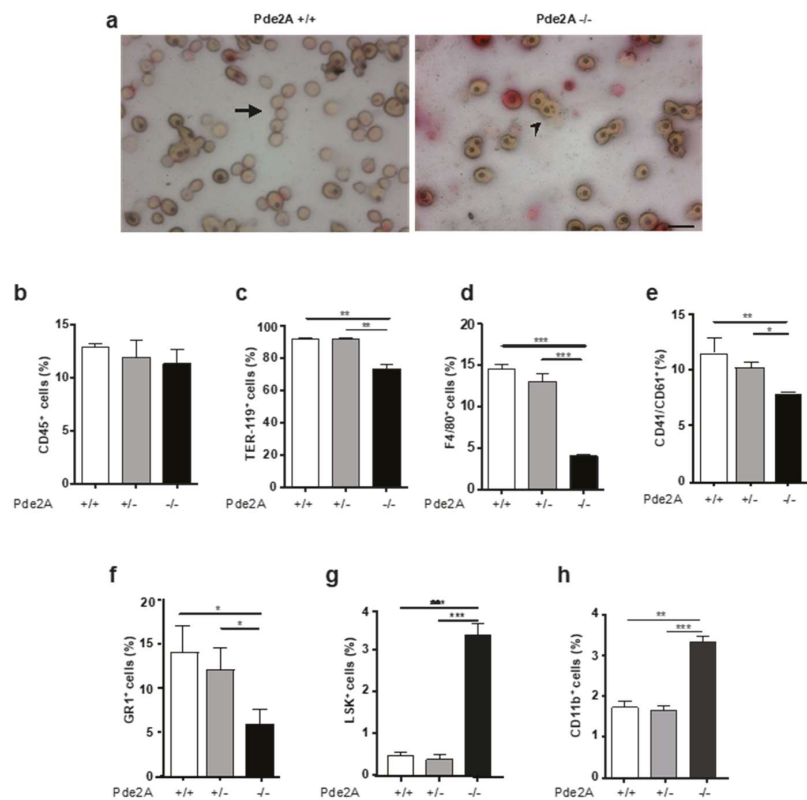 a
Pde2A +/+
Pde2A -/-
b
CD45⁺ cells (%)
15
10
5
0
Pde2A +/+ +/- -/-
c
TER-119⁺ cells (%)
100
80
60
40
20
0
**
**
Pde2A +/+ +/- -/-
d
F4/80⁺ cells (%)
20
15
10
5
0
***
***
Pde2A +/+ +/- -/-
e
CD41/CD61⁺ (%)
15
10
5
0
**
*
Pde2A +/+ +/- -/-
f
GR1⁺ cells (%)
20
15
10
5
0
*
*
Pde2A +/+ +/- -/-
g
LSK⁺ cells (%)
4
3
2
1
0
***
Pde2A +/+ +/- -/-
h
CD11b⁺ cells (%)
4
3
2
1
0
**
***
Pde2A +/+ +/- -/-